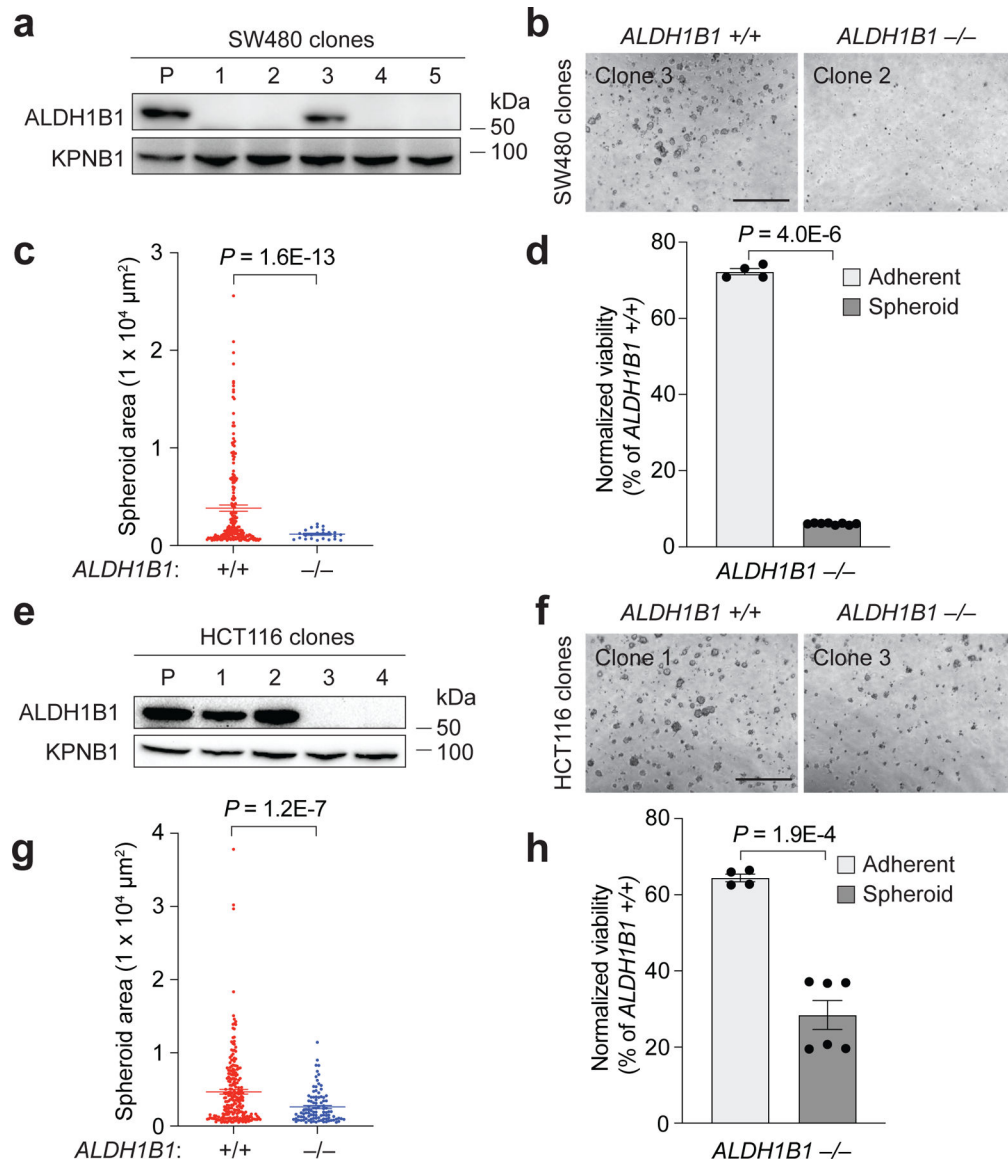 a
SW480 clones
P 1 2 3 4 5
kDa
ALDH1B1
50
KPNB1
100
b
ALDH1B1 +/+ ALDH1B1 –/–
SW480 clones
Clone 3 Clone 2
c
P = 1.6E-13
Spheroid area (1 x 10⁴ µm²)
3
2
1
0
ALDH1B1: +/+ –/–
d
P = 4.0E-6
Normalized viability
(% of ALDH1B1 +/+)
80
60
40
20
0
Adherent
Spheroid
ALDH1B1 –/–
e
HCT116 clones
P 1 2 3 4
kDa
ALDH1B1
50
KPNB1
100
f
ALDH1B1 +/+ ALDH1B1 –/–
HCT116 clones
Clone 1 Clone 3
g
P = 1.2E-7
Spheroid area (1 x 10⁴ µm²)
4
3
2
1
0
ALDH1B1: +/+ –/–
h
P = 1.9E-4
Normalized viability
(% of ALDH1B1 +/+)
80
60
40
20
0
Adherent
Spheroid
ALDH1B1 –/–